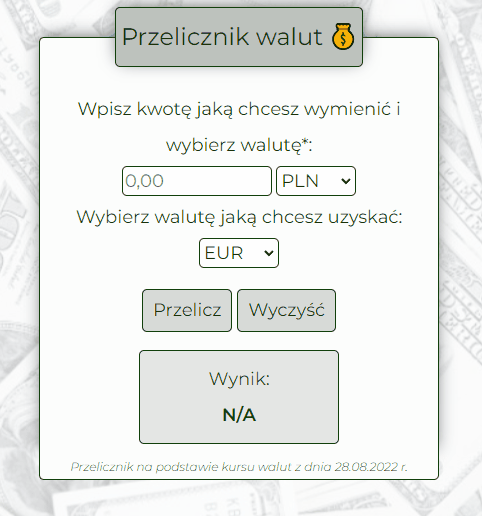 Przelicznik walut
Wpisz kwotę jaką chcesz wymienić i
wybierz walutę*:
0,00 PLN
Wybierz walutę jaką chcesz uzyskać:
EUR
Przelicz Wyczyść
Wynik:
N/A
Przelicznik na podstawie kursu walut z dnia 28.08.2022 r.